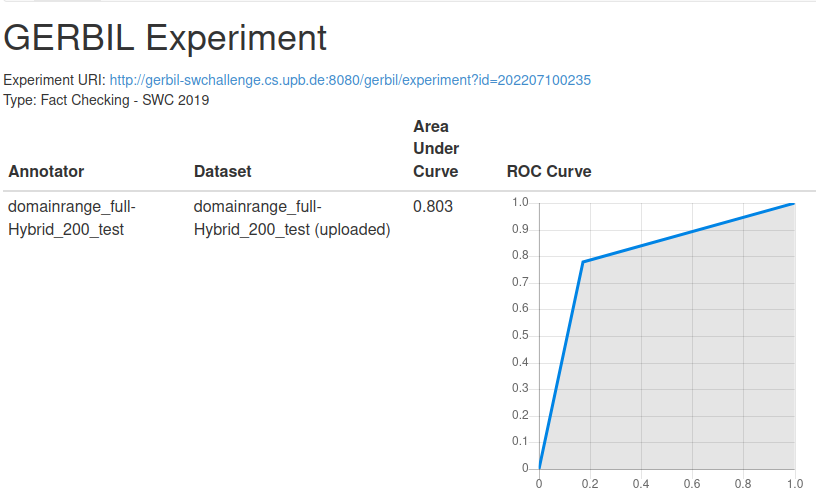 GERBIL Experiment
Experiment URI: http://gerbil-swchallenge.cs.upb.de:8080/gerbil/experiment?id=202207100235
Type: Fact Checking - SWC 2019
Area
Under
Annotator Dataset Curve ROC Curve
domainrange_full- domainrange_full- 0.803
Hybrid_200_test Hybrid_200_test (uploaded)
1.0
0.9
0.8
0.7
0.6
0.5
0.4
0.3
0.2
0.1
0
0 0.2 0.4 0.6 0.8 1.0